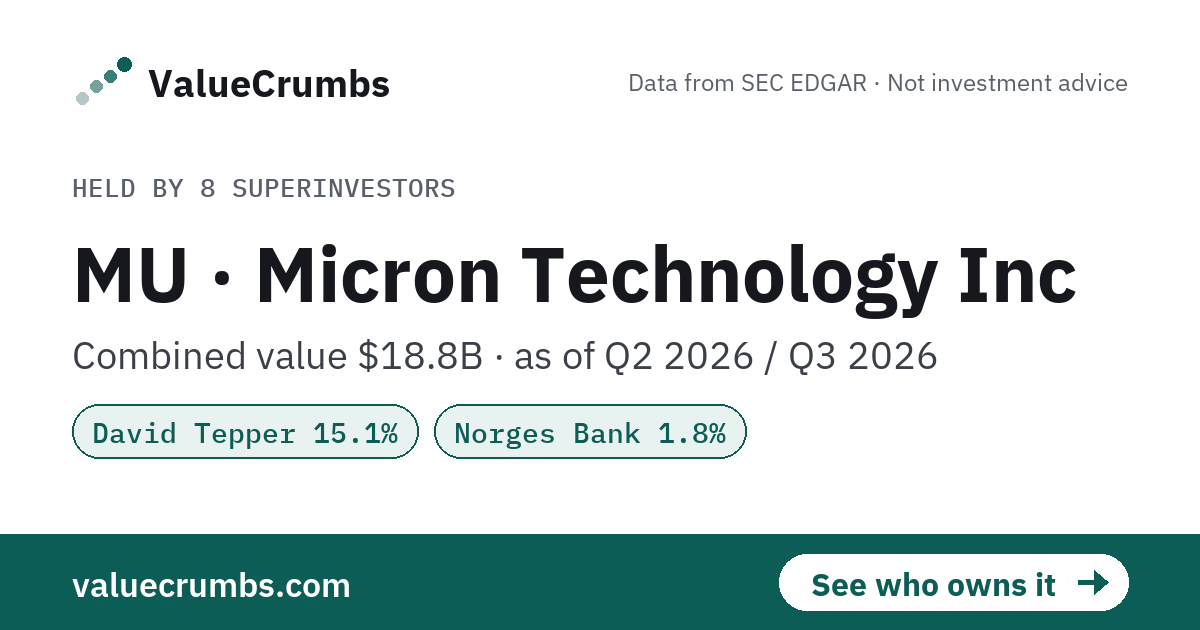 ValueCrumbs
Data from SEC EDGAR · Not investment advice
HELD BY 8 SUPERINVESTORS
MU · Micron Technology Inc
Combined value $18.8B · as of Q2 2026 / Q3 2026
David Tepper 15.1%
Norges Bank 1.8%
valuecrumbs.com
See who owns it →